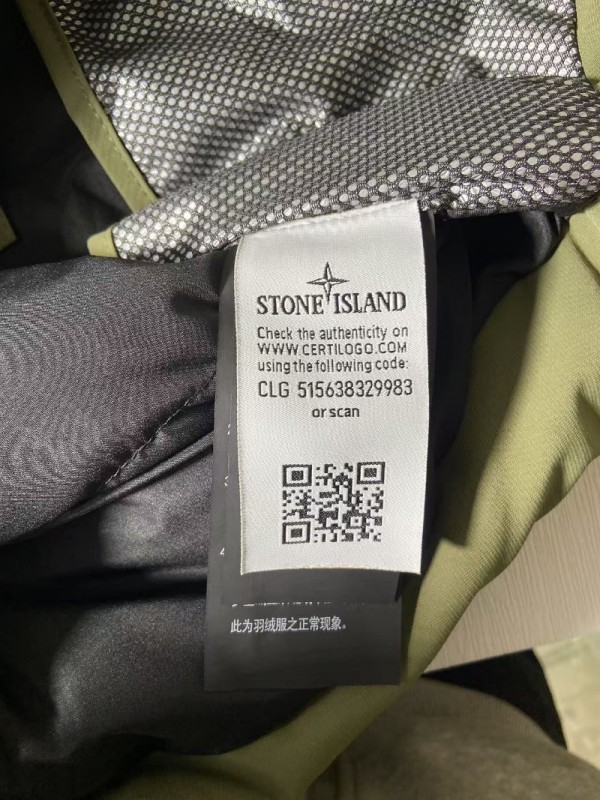 STONE ISLAND
Check the authenticity on
WWW.CERTILOGO.COM
using the following code:
CLG 515638329983
or scan
4
此为羽绒服之正常现象。